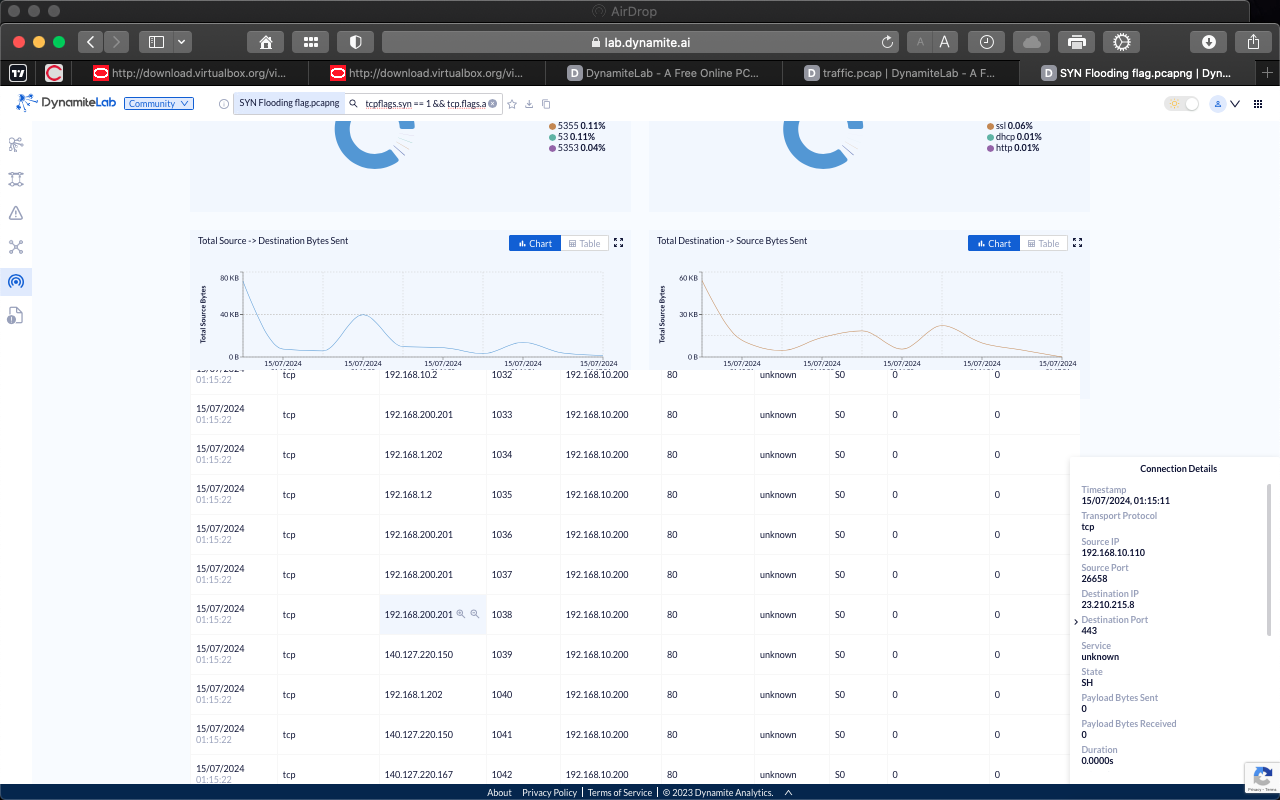 AirDrop
lab.dynamite.ai
A A
http://download.virtualbox.org/vi...
http://download.virtualbox.org/vi...
D DynamiteLab - A Free Online PC...
D traffic.pcap | DynamiteLab - A F...
D SYN Flooding flag.pcapng | Dyn...
DynamiteLab Community
SYN Flooding flag.pcapng tcpflags.syn == 1 && tcp.flags.a
5355 0.11%
53 0.11%
5353 0.04%
ssl 0.06%
dhcp 0.01%
http 0.01%
Total Source -> Destination Bytes Sent Chart Table
Total Source Bytes
80 KB
40 KB
0 B
15/07/2024 15/07/2024 15/07/2024 15/07/2024 15/07/2024
Total Destination -> Source Bytes Sent Chart Table
Total Source Bytes
60 KB
30 KB
0 B
15/07/2024 15/07/2024 15/07/2024 15/07/2024 15/07/2024
01:15:22 tcp 192.168.10.2 1032 192.168.10.200 80 unknown S0 0 0
15/07/2024
01:15:22 tcp 192.168.200.201 1033 192.168.10.200 80 unknown S0 0 0
15/07/2024
01:15:22 tcp 192.168.1.202 1034 192.168.10.200 80 unknown S0 0 0
15/07/2024
01:15:22 tcp 192.168.1.2 1035 192.168.10.200 80 unknown S0 0 0
15/07/2024
01:15:22 tcp 192.168.200.201 1036 192.168.10.200 80 unknown S0 0 0
15/07/2024
01:15:22 tcp 192.168.200.201 1037 192.168.10.200 80 unknown S0 0 0
15/07/2024
01:15:22 tcp 192.168.200.201 1038 192.168.10.200 80 unknown S0 0 0
15/07/2024
01:15:22 tcp 140.127.220.150 1039 192.168.10.200 80 unknown S0 0 0
15/07/2024
01:15:22 tcp 192.168.1.202 1040 192.168.10.200 80 unknown S0 0 0
15/07/2024
01:15:22 tcp 140.127.220.150 1041 192.168.10.200 80 unknown S0 0 0
15/07/2024
01:15:22 tcp 140.127.220.167 1042 192.168.10.200 80 unknown S0 0 0
Connection Details
Timestamp
15/07/2024, 01:15:11
Transport Protocol
tcp
Source IP
192.168.10.110
Source Port
26658
Destination IP
23.210.215.8
Destination Port
443
Service
unknown
State
SH
Payload Bytes Sent
0
Payload Bytes Received
0
Duration
0.0000s
Privacy - Terms
About Privacy Policy | Terms of Service | © 2023 Dynamite Analytics.